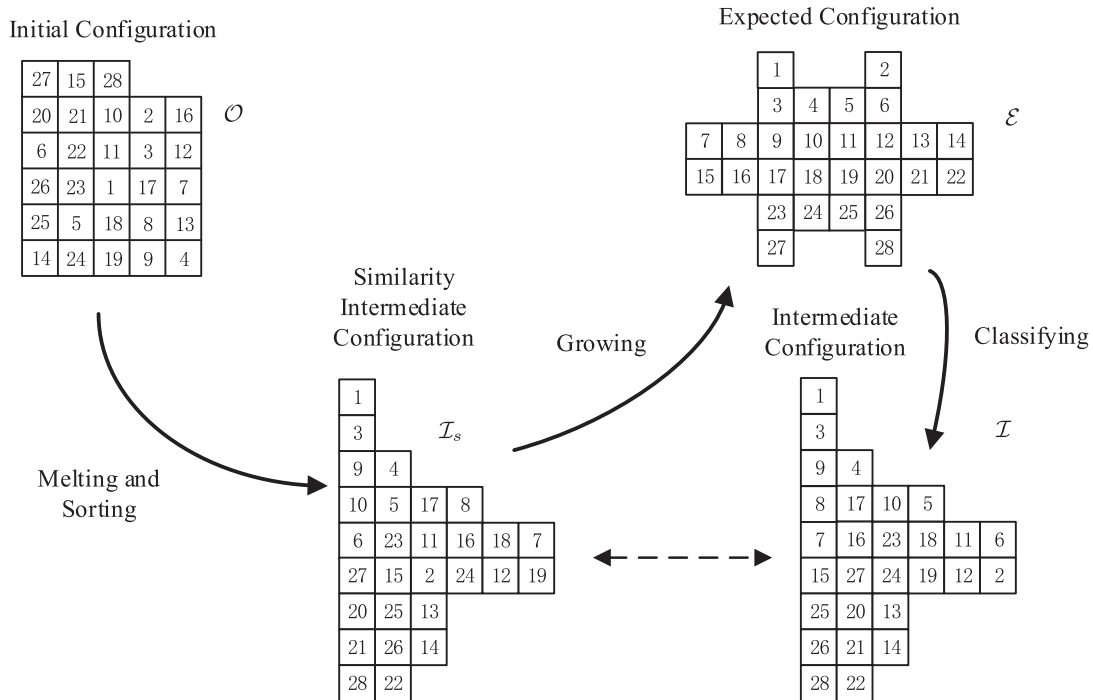 Initial Configuration
27 15 28
20 21 10 2 16
6 22 11 3 12
26 23 1 17 7
25 5 18 8 13
14 24 19 9 4
𝒪
Expected Configuration
1 2
3 4 5 6
7 8 9 10 11 12 13 14
15 16 17 18 19 20 21 22
23 24 25 26
27 28
ℰ
Melting and
Sorting
Similarity
Intermediate
Configuration
1
3
9 4
10 5 17 8
6 23 11 16 18 7
27 15 2 24 12 19
20 25 13
21 26 14
28 22
ℐₛ
Growing
Classifying
Intermediate
Configuration
1
3
9 4
8 17 10 5
7 16 23 18 11 6
15 27 24 19 12 2
25 20 13
26 21 14
28 22
ℐ